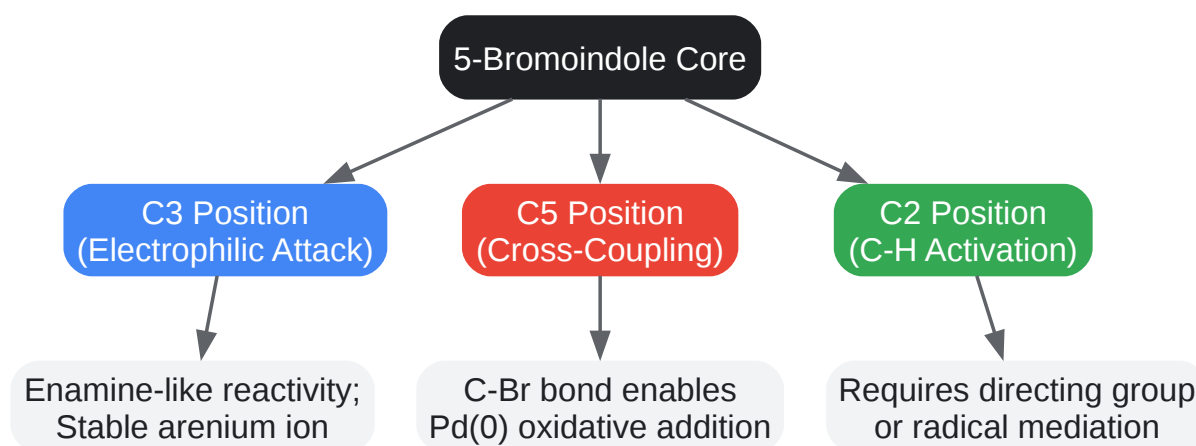 5-Bromoindole Core
C3 Position
(Electrophilic Attack)
C5 Position
(Cross-Coupling)
C2 Position
(C-H Activation)
Enamine-like reactivity;
Stable arenium ion
C-Br bond enables
Pd(0) oxidative addition
Requires directing group
or radical mediation